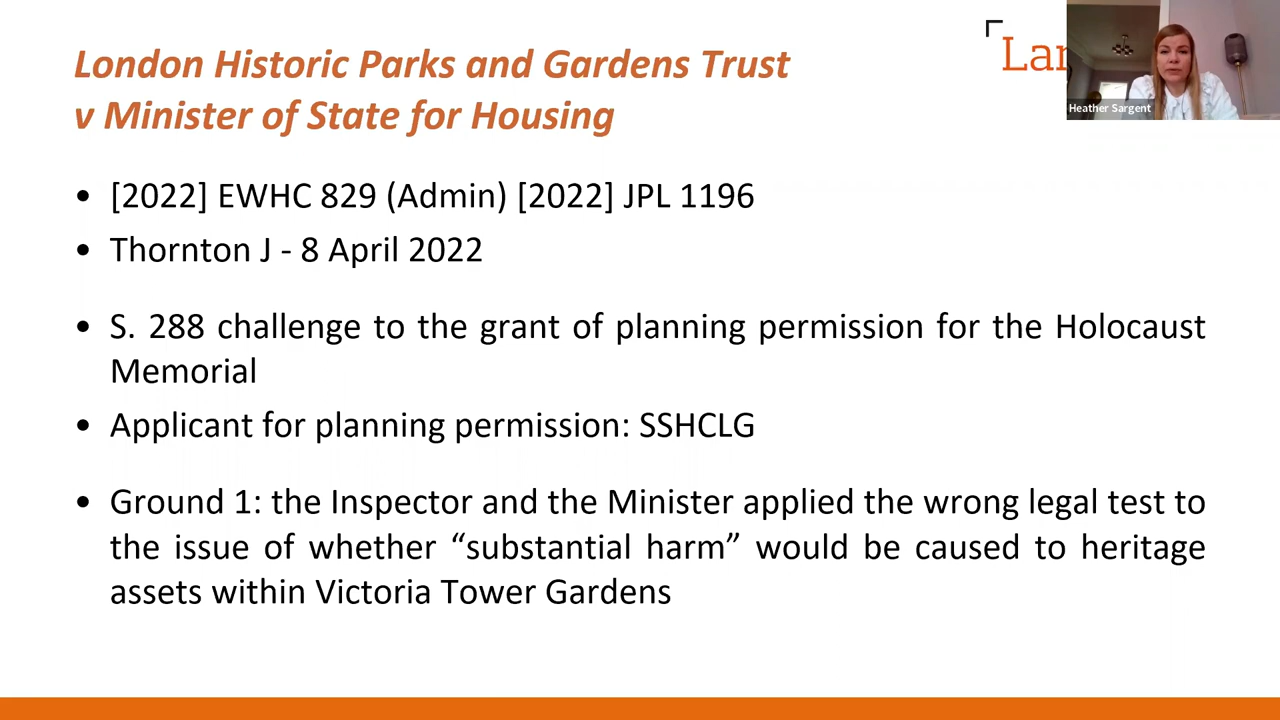 London Historic Parks and Gardens Trust
v Minister of State for Housing
Lan
Heather Sargent
• [2022] EWHC 829 (Admin) [2022] JPL 1196
• Thornton J - 8 April 2022
• S. 288 challenge to the grant of planning permission for the Holocaust
Memorial
• Applicant for planning permission: SSHCLG
• Ground 1: the Inspector and the Minister applied the wrong legal test to
the issue of whether “substantial harm” would be caused to heritage
assets within Victoria Tower Gardens